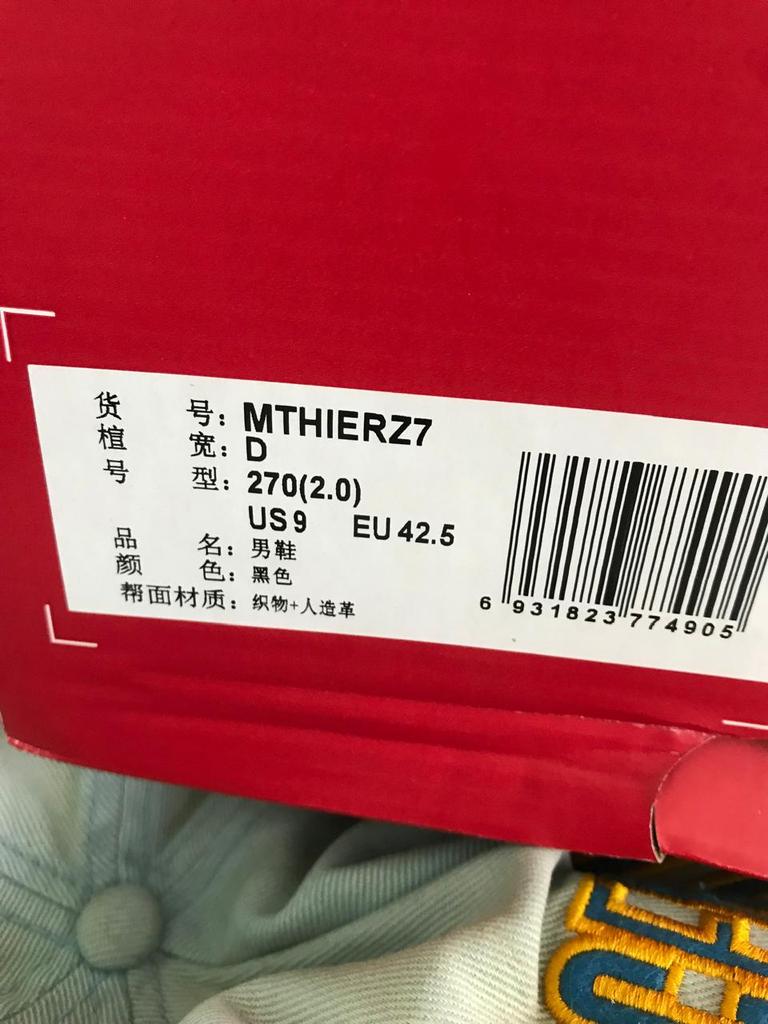 货 号: MTHIERZ7
楦 宽: D
号 型: 270(2.0)
US 9 EU 42.5
品 名: 男鞋
颜 色: 黑色
帮面材质: 织物+人造革
6 931823 774905